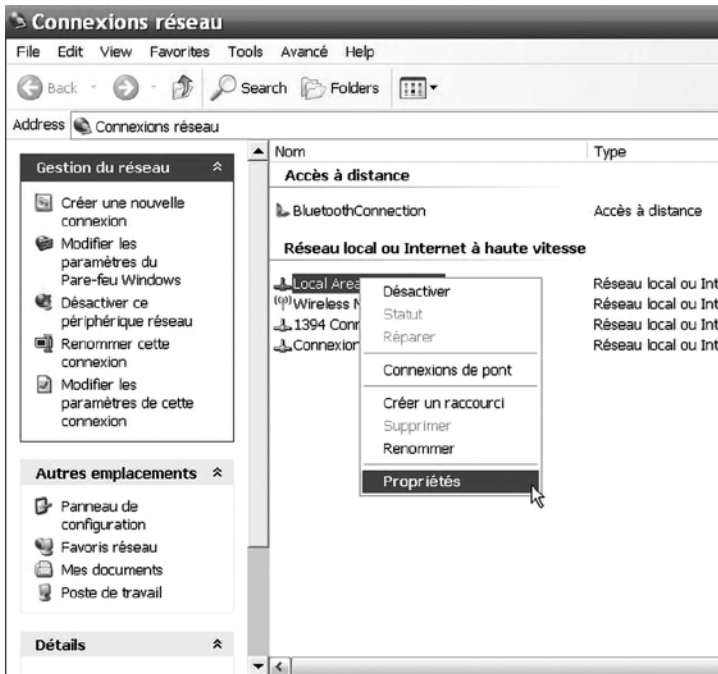 Connexions réseau
File Edit View Favorites Tools Avancé Help
Back Search Folders
Address Connexions réseau
Gestion du réseau
Créer une nouvelle
connexion
Modifier les
paramètres du
Pare-feu Windows
Désactiver ce
périphérique réseau
Renommer cette
connexion
Modifier les
paramètres de cette
connexion
Autres emplacements
Panneau de
configuration
Favoris réseau
Mes documents
Poste de travail
Détails
Nom Type
Accès à distance
BluetoothConnection Accès à distance
Réseau local ou Internet à haute vitesse
Local Area Réseau local ou Int
Wireless N Réseau local ou Int
1394 Conr Réseau local ou Int
Connexion Réseau local ou Int
Désactiver
Statut
Réparer
Connexions de pont
Créer un raccourci
Supprimer
Renommer
Propriétés